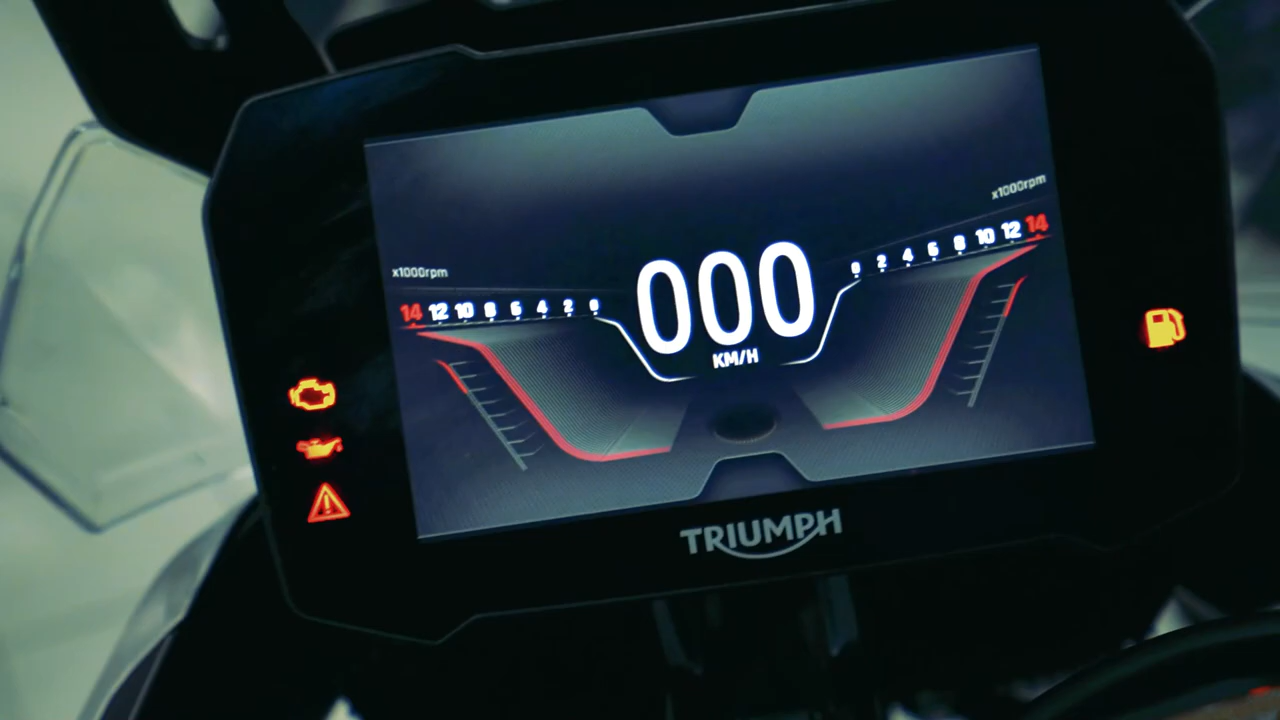 x1000rpm
0 2 4 6 8 10 12 14
x1000rpm
14 12 10 8 6 4 2 0
000
KM/H
TRIUMPH